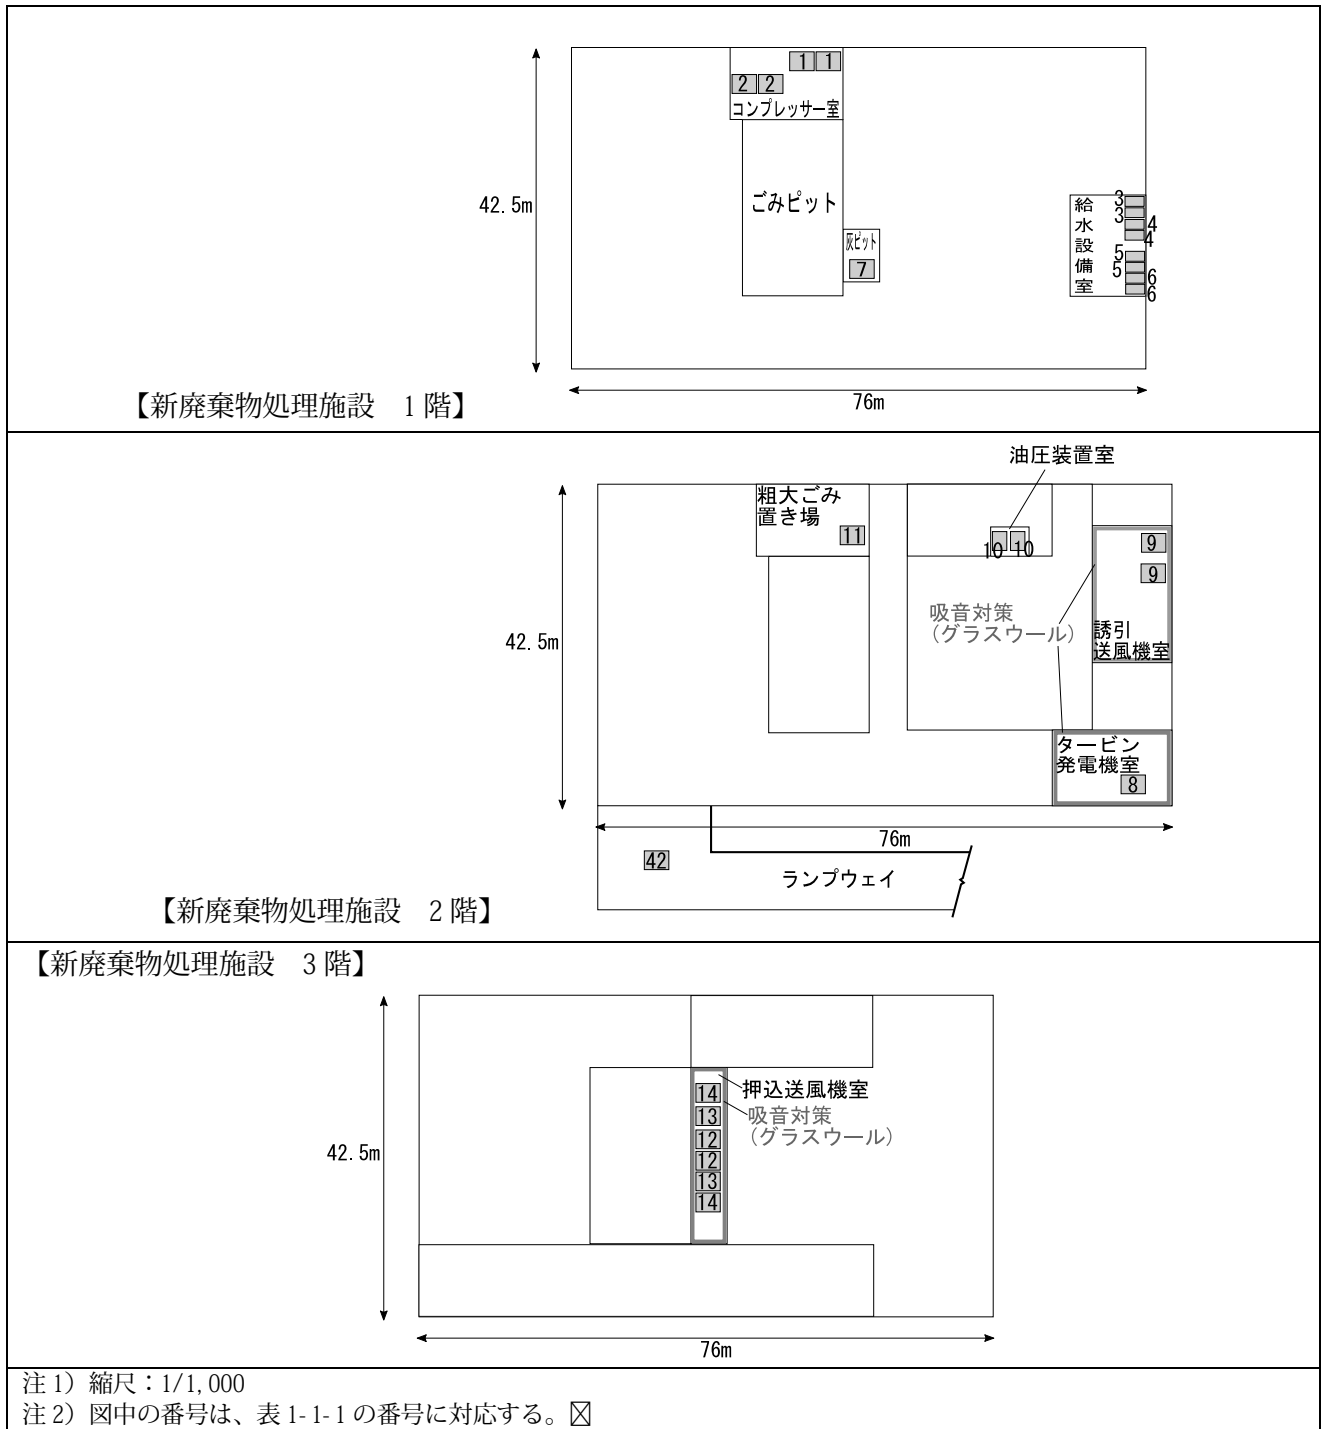 1 1
2 2
コンプレッサー室
42.5m
ごみピット
灰ピット
7
給水設備室
3
3
4
4
5
5
6
6
76m
【新廃棄物処理施設 1階】
油圧装置室
粗大ごみ
置き場
11
10 10
9
9
吸音対策
(グラスウール)
誘引
送風機室
42.5m
タービン
発電機室
8
76m
42
ランプウェイ
【新廃棄物処理施設 2階】
【新廃棄物処理施設 3階】
押込送風機室
吸音対策
(グラスウール)
14
13
12
12
13
14
42.5m
76m
注1）縮尺：1/1,000
注2）図中の番号は、表1-1-1の番号に対応する。